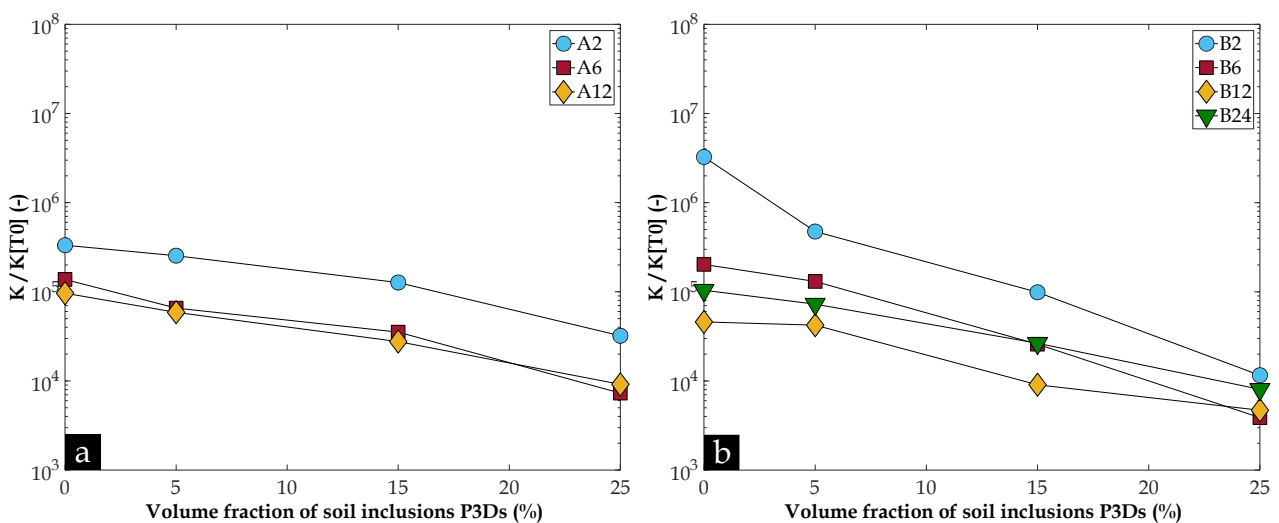 10^8
10^7
10^6
10^5
10^4
10^3
K / K[T0] (-)
A2
A6
A12
a
0
5
10
15
20
25
Volume fraction of soil inclusions P3Ds (%)
10^8
10^7
10^6
10^5
10^4
10^3
K / K[T0] (-)
B2
B6
B12
B24
b
0
5
10
15
20
25
Volume fraction of soil inclusions P3Ds (%)